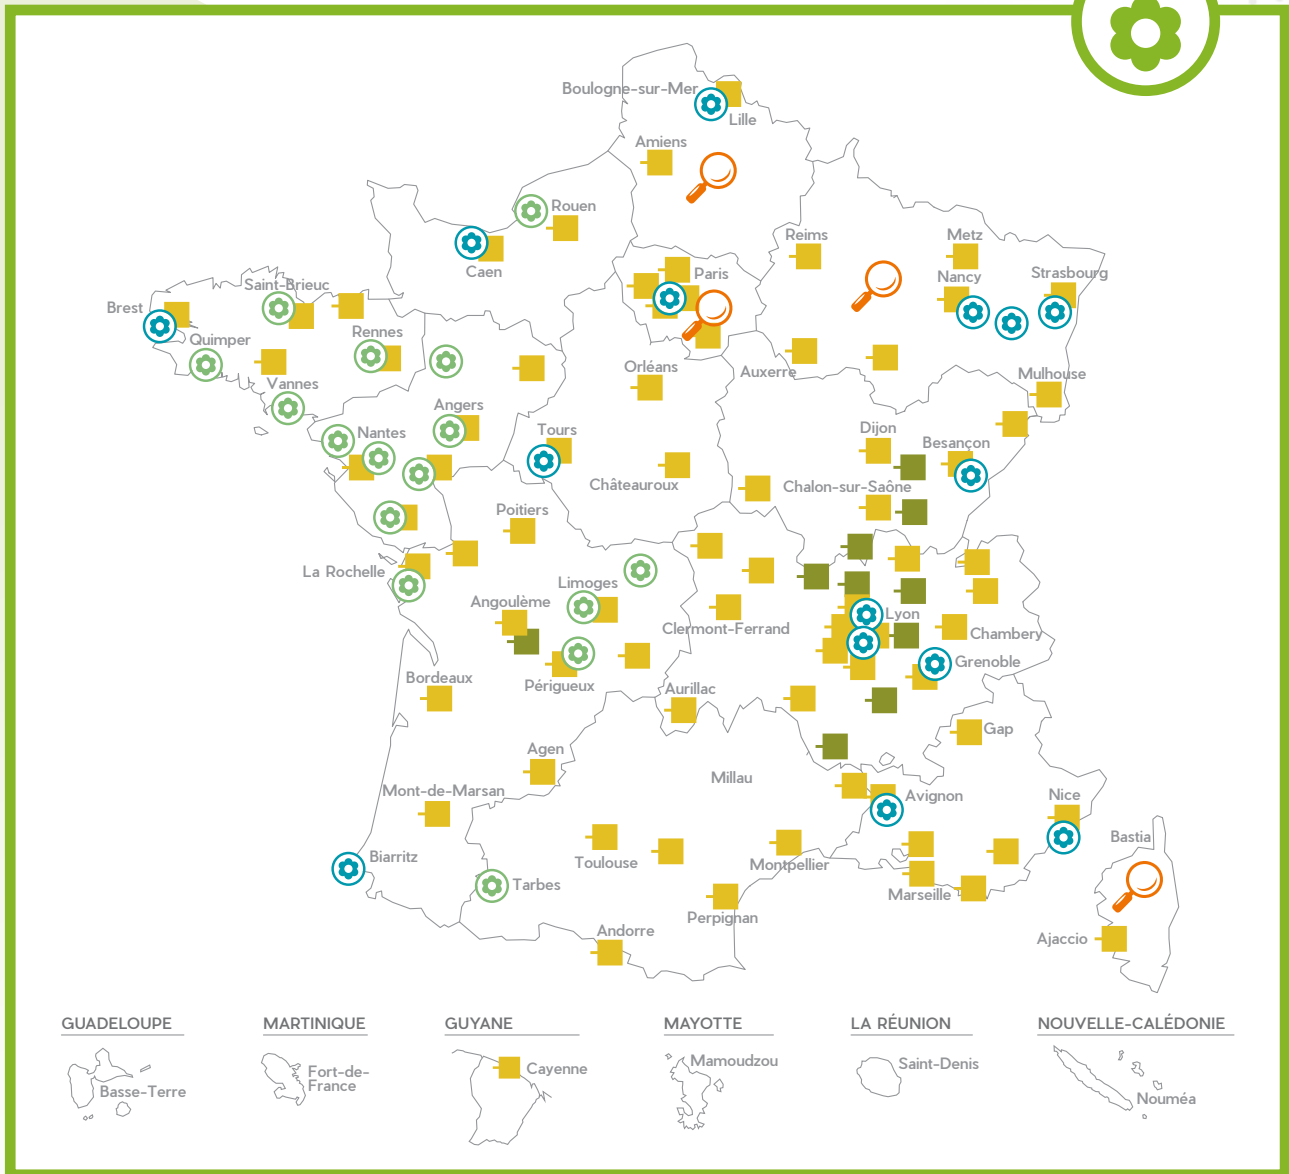 Boulogne-sur-Mer
Lille
Amiens
Rouen
Caen
Reims
Metz
Nancy
Strasbourg
Paris
Saint-Brieuc
Brest
Quimper
Rennes
Vannes
Orléans
Auxerre
Mulhouse
Angers
Nantes
Tours
Dijon
Besançon
Châteauroux
Chalon-sur-Saône
Poitiers
La Rochelle
Limoges
Angoulême
Clermont-Ferrand
Lyon
Chambery
Grenoble
Périgueux
Bordeaux
Aurillac
Gap
Agen
Millau
Mont-de-Marsan
Avignon
Nice
Bastia
Biarritz
Toulouse
Montpellier
Tarbes
Marseille
Perpignan
Andorre
Ajaccio
GUADELOUPE
MARTINIQUE
GUYANE
MAYOTTE
LA RÉUNION
NOUVELLE-CALÉDONIE
Basse-Terre
Fort-de-
France
Cayenne
Mamoudzou
Saint-Denis
Nouméa